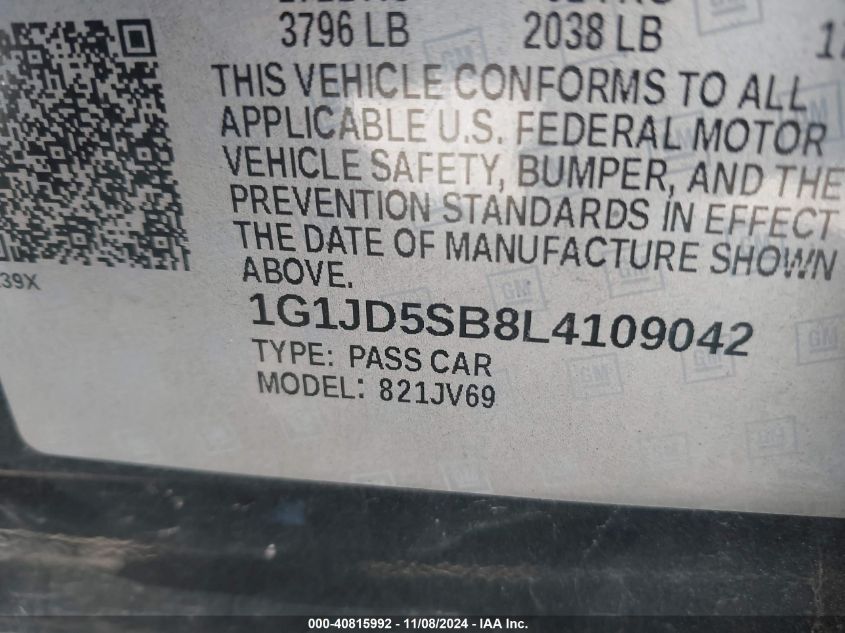 3796 LB 2038 LB
THIS VEHICLE CONFORMS TO ALL
APPLICABLE U.S. FEDERAL MOTOR
VEHICLE SAFETY, BUMPER, AND THE
PREVENTION STANDARDS IN EFFECT
THE DATE OF MANUFACTURE SHOWN
ABOVE.
39X
1G1JD5SB8L4109042
TYPE: PASS CAR
MODEL: 821JV69
GM
000-40815992 - 11/08/2024 - IAA Inc.